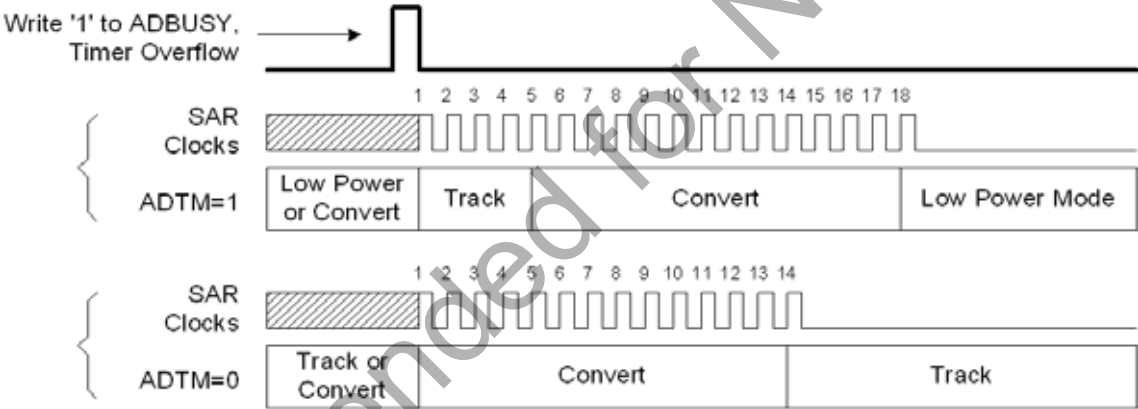 Write '1' to ADBUSY,
Timer Overflow
1 2 3 4 5 6 7 8 9 10 11 12 13 14 15 16 17 18
SAR
Clocks
ADTM=1
Low Power
or Convert
Track
Convert
Low Power Mode
1 2 3 4 5 6 7 8 9 10 11 12 13 14
SAR
Clocks
ADTM=0
Track or
Convert
Convert
Track
ended for N